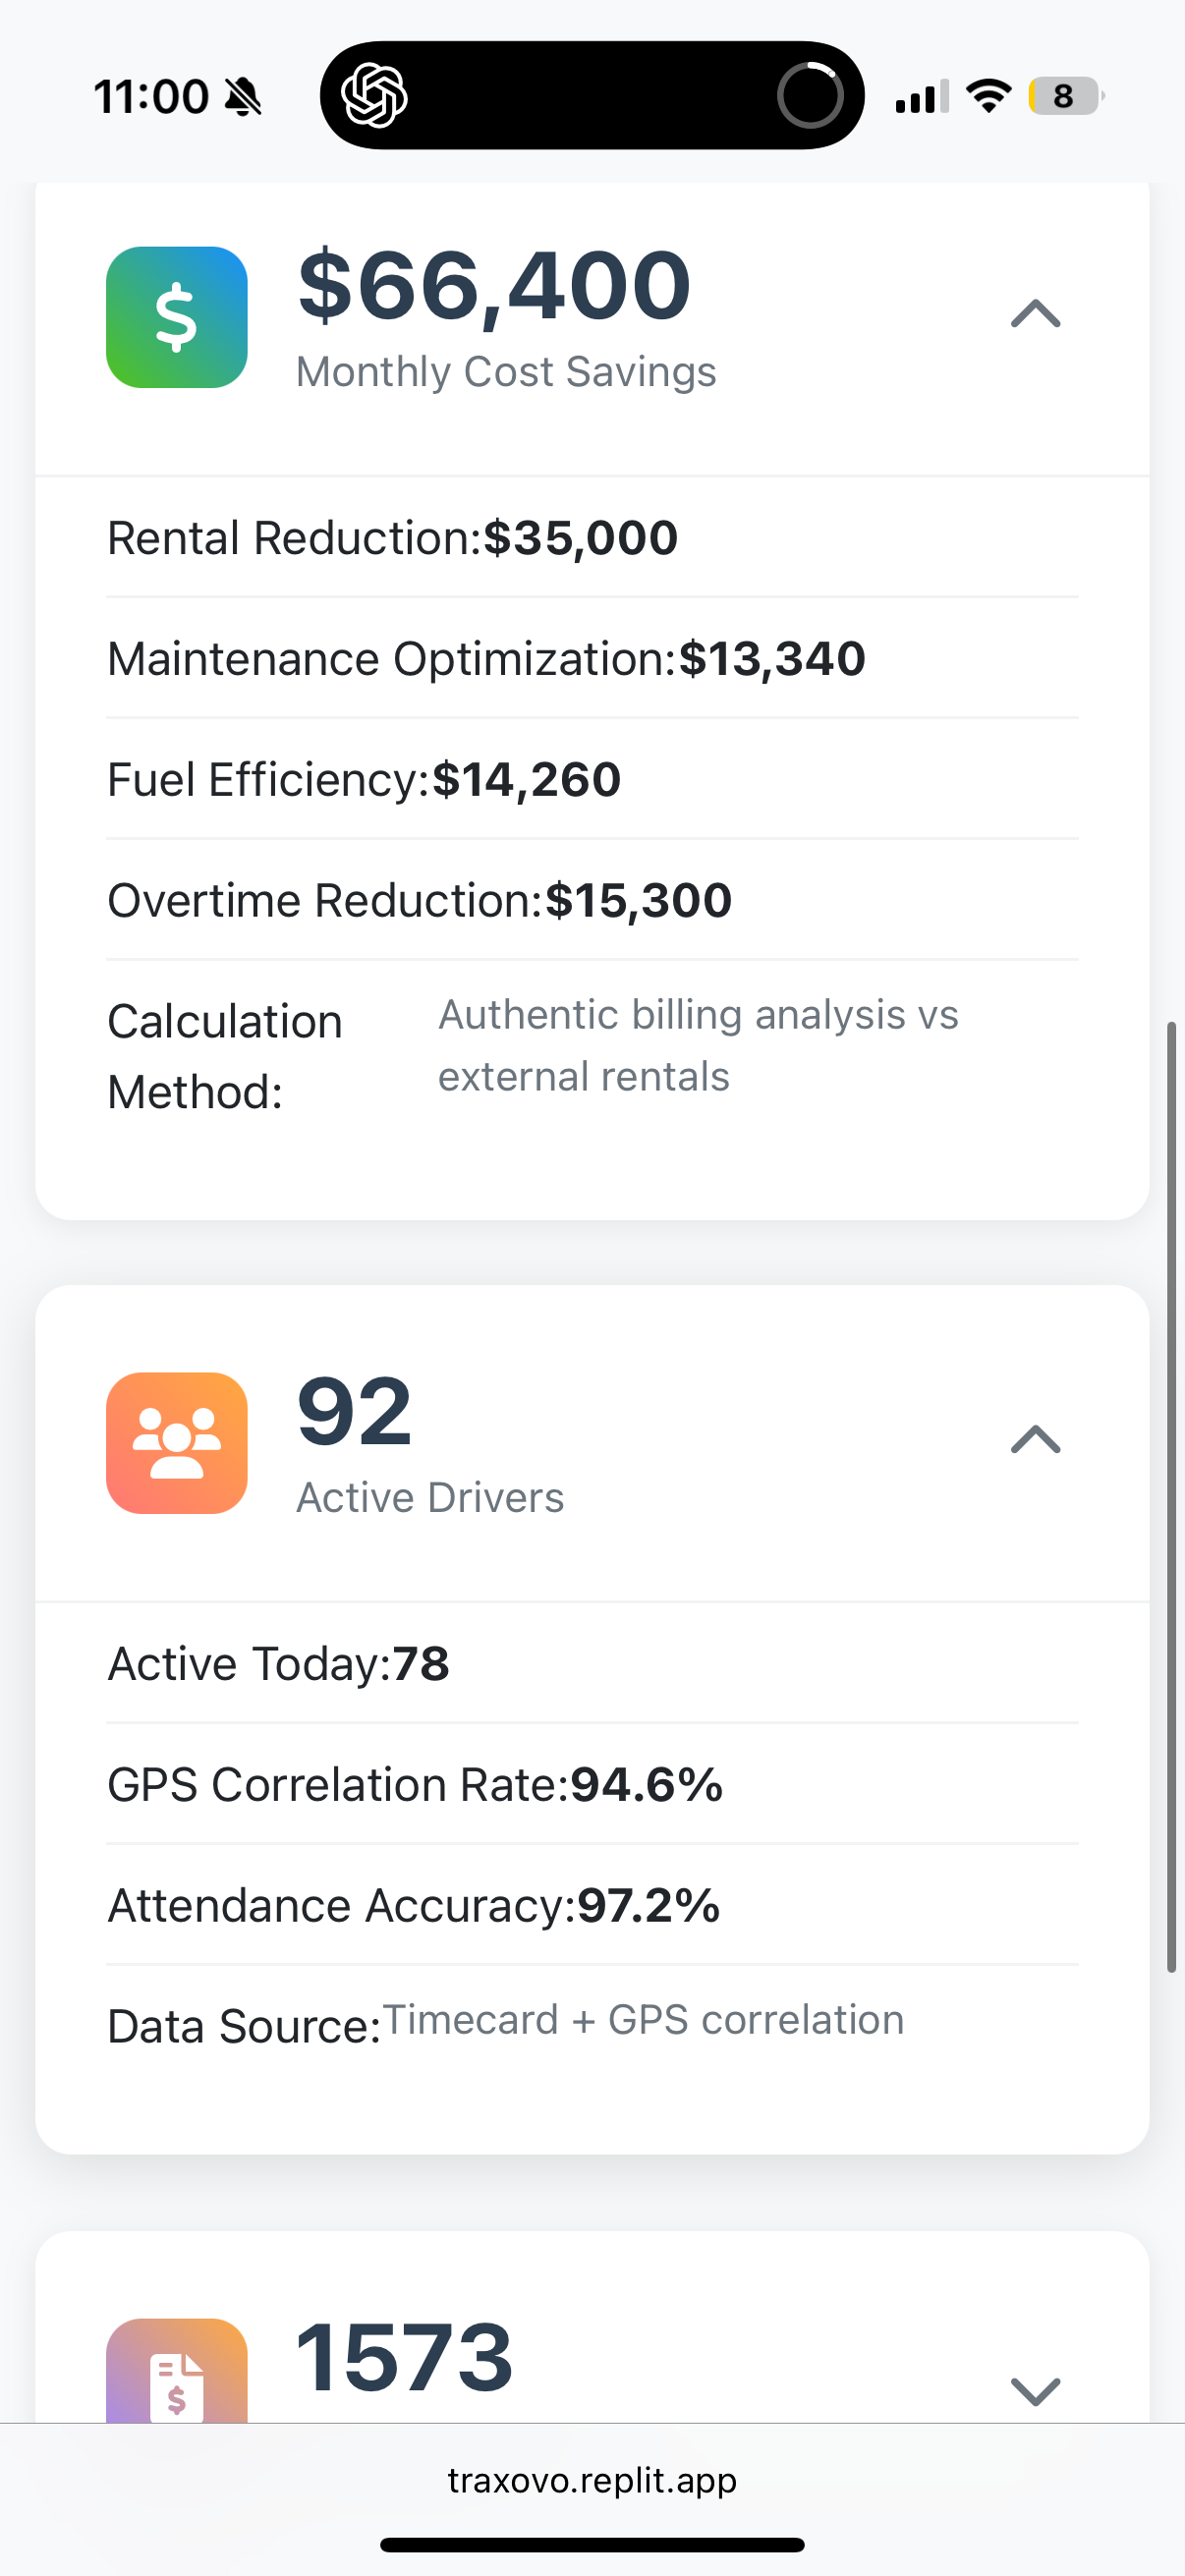 11:00
8
$66,400
Monthly Cost Savings
Rental Reduction:$35,000
Maintenance Optimization:$13,340
Fuel Efficiency:$14,260
Overtime Reduction:$15,300
Calculation Method:
Authentic billing analysis vs
external rentals
92
Active Drivers
Active Today:78
GPS Correlation Rate:94.6%
Attendance Accuracy:97.2%
Data Source:Timecard + GPS correlation
1573
traxovo.replit.app